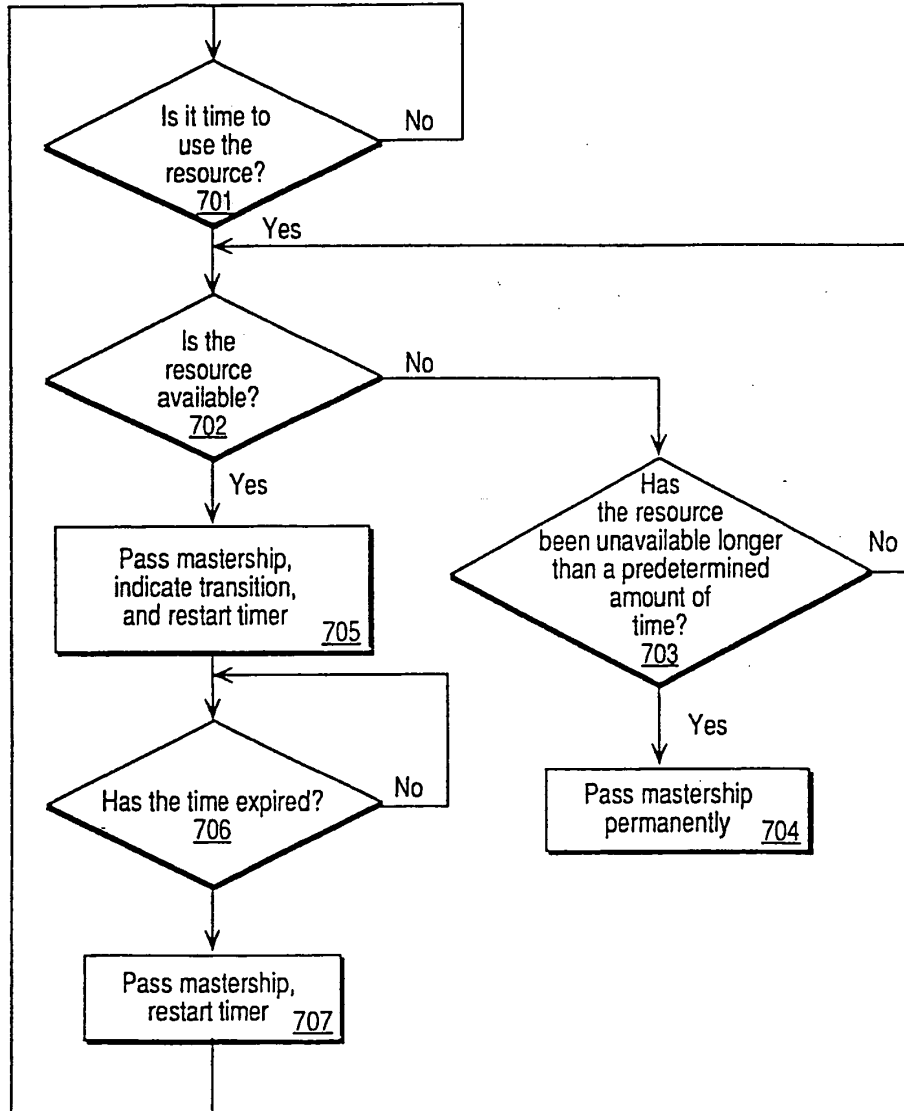 Is it time to
use the
resource?
701
No
Yes
Is the
resource
available?
702
No
Yes
Has
the resource
been unavailable longer
than a predetermined
amount of
time?
703
No
Yes
Pass mastership,
indicate transition,
and restart timer
705
Has the time expired?
706
No
Pass mastership
permanently
704
Pass mastership,
restart timer
707